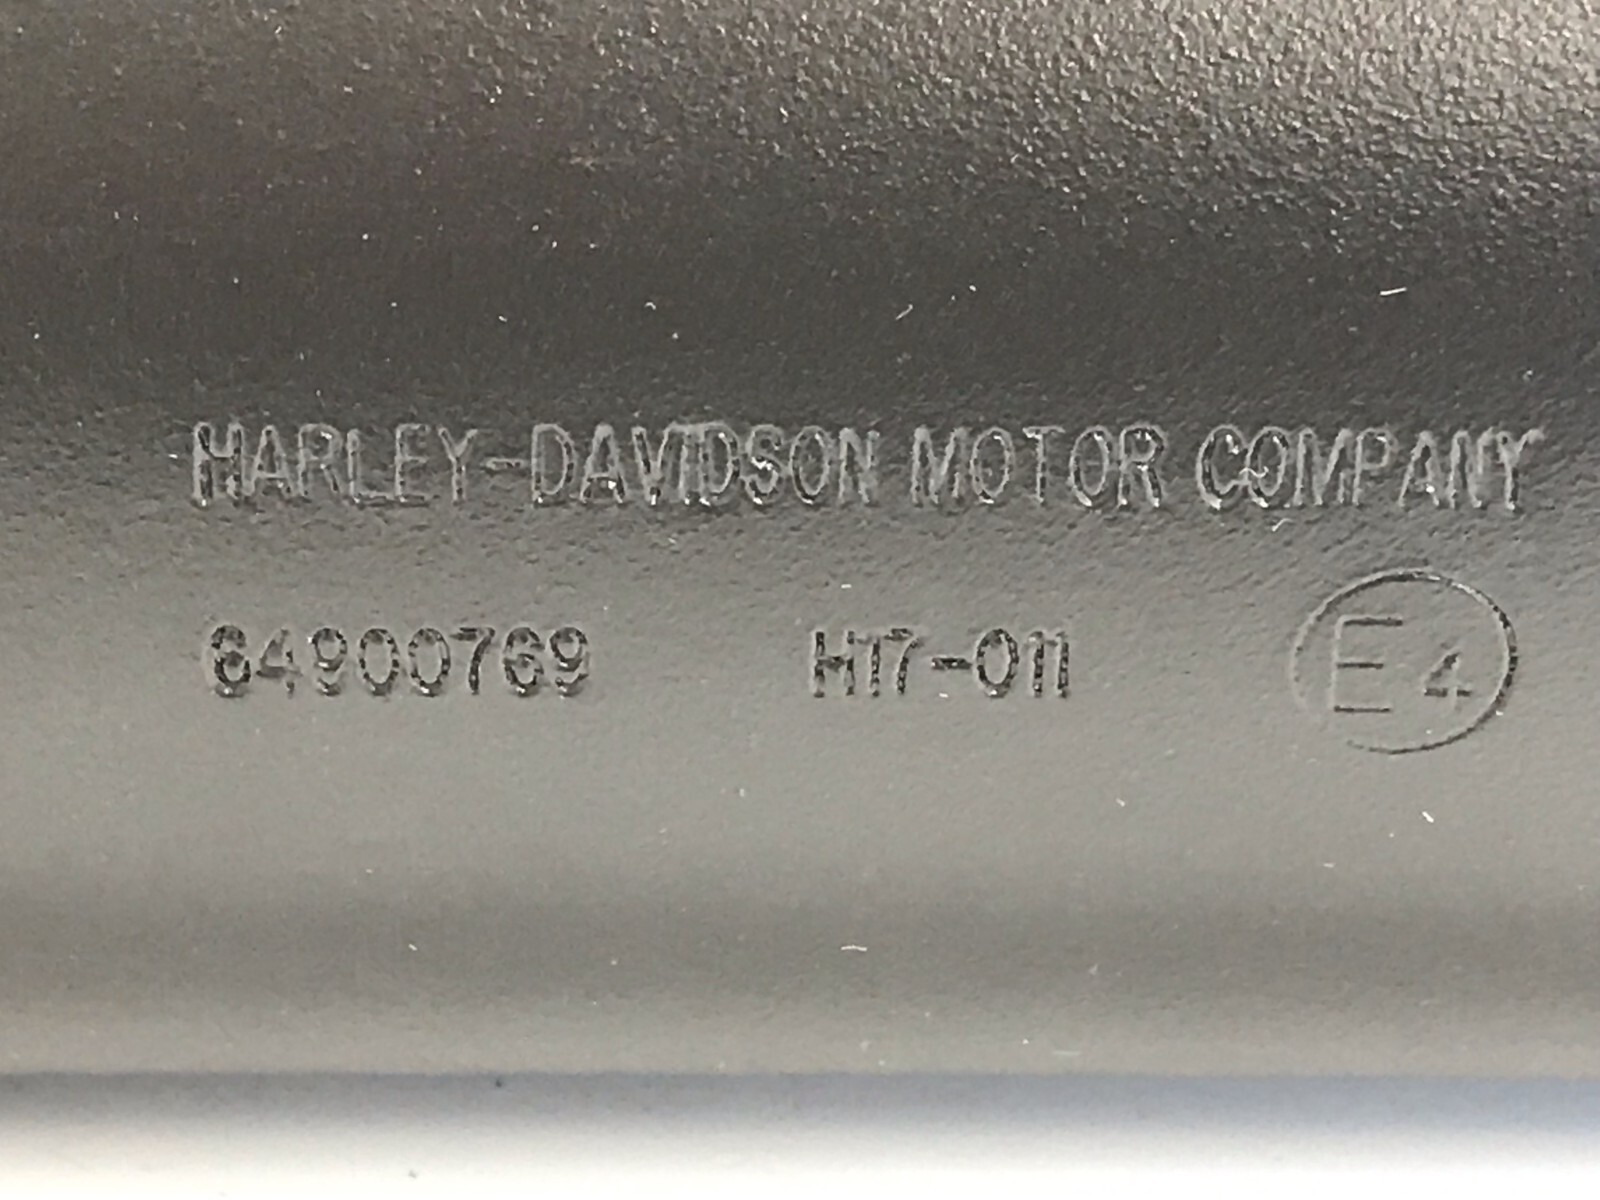 HARLEY-DAVIDSON MOTOR COMPANY
64900769 H17-011 E4